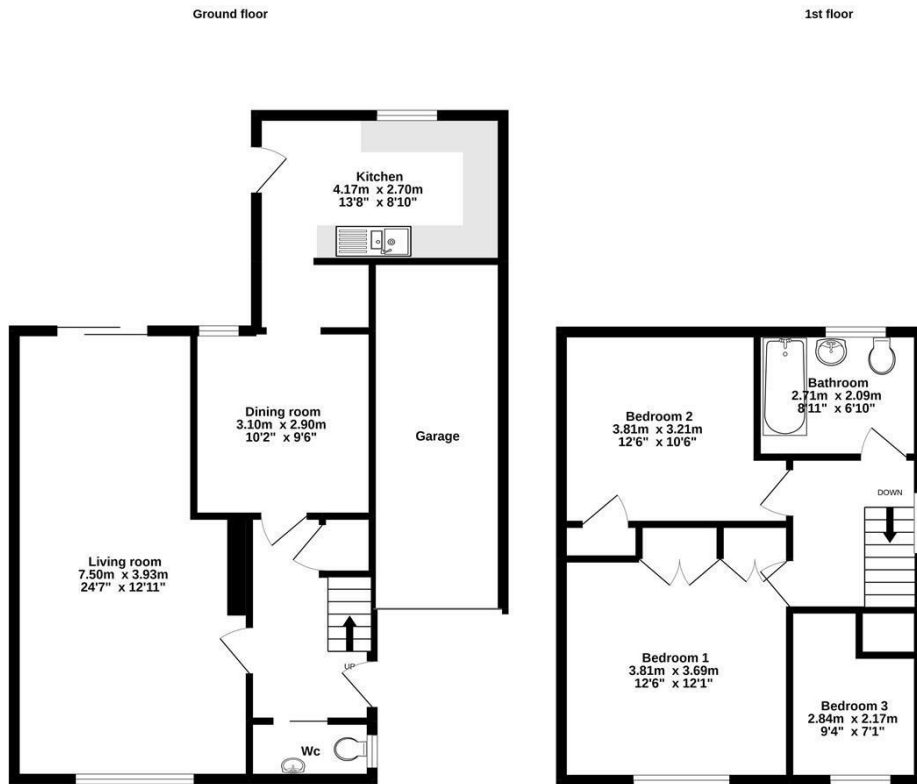 Ground floor
1st floor
Kitchen
4.17m x 2.70m
13'8" x 8'10"
Dining room
3.10m x 2.90m
10'2" x 9'6"
Garage
Living room
7.50m x 3.93m
24'7" x 12'11"
UP
Wc
Bathroom
2.71m x 2.09m
8'11" x 6'10"
Bedroom 2
3.81m x 3.21m
12'6" x 10'6"
DOWN
Bedroom 1
3.81m x 3.69m
12'6" x 12'1"
Bedroom 3
2.84m x 2.17m
9'4" x 7'1"